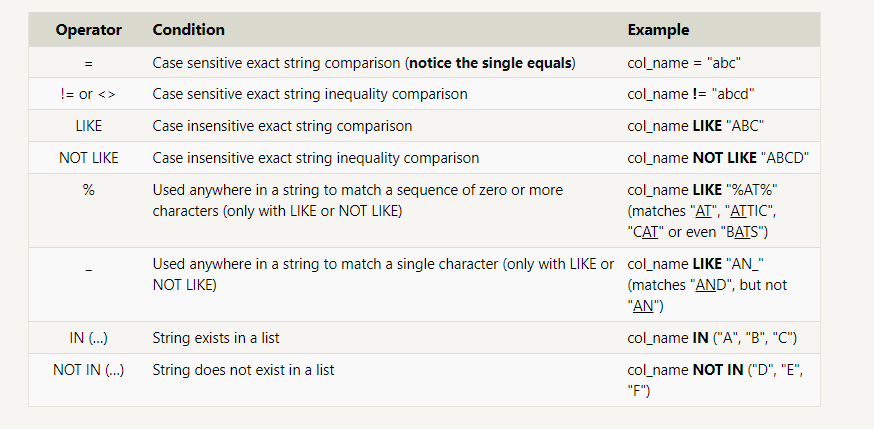 Operator Condition Example
= Case sensitive exact string comparison (notice the single equals) col_name = "abc"
!= or <> Case sensitive exact string inequality comparison col_name != "abcd"
LIKE Case insensitive exact string comparison col_name LIKE "ABC"
NOT LIKE Case insensitive exact string inequality comparison col_name NOT LIKE "ABCD"
% Used anywhere in a string to match a sequence of zero or more col_name LIKE "%AT%"
characters (only with LIKE or NOT LIKE) (matches "AT", "ATTIC",
"CAT" or even "BATS")
_ Used anywhere in a string to match a single character (only with LIKE or col_name LIKE "AN_"
NOT LIKE) (matches "AND", but not
"AN")
IN (…) String exists in a list col_name IN ("A", "B", "C")
NOT IN (…) String does not exist in a list col_name NOT IN ("D", "E",
"F")